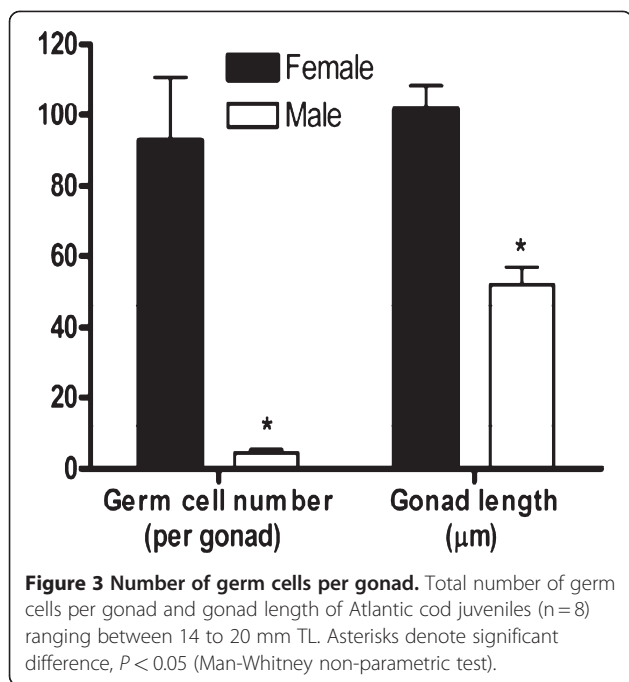 120
100
80
60
40
20
0
Female
Male
*
*
Germ cell number
(per gonad)
Gonad length
(μm)
Figure 3 Number of germ cells per gonad. Total number of germ
cells per gonad and gonad length of Atlantic cod juveniles (n = 8)
ranging between 14 to 20 mm TL. Asterisks denote significant
difference, P < 0.05 (Man-Whitney non-parametric test).